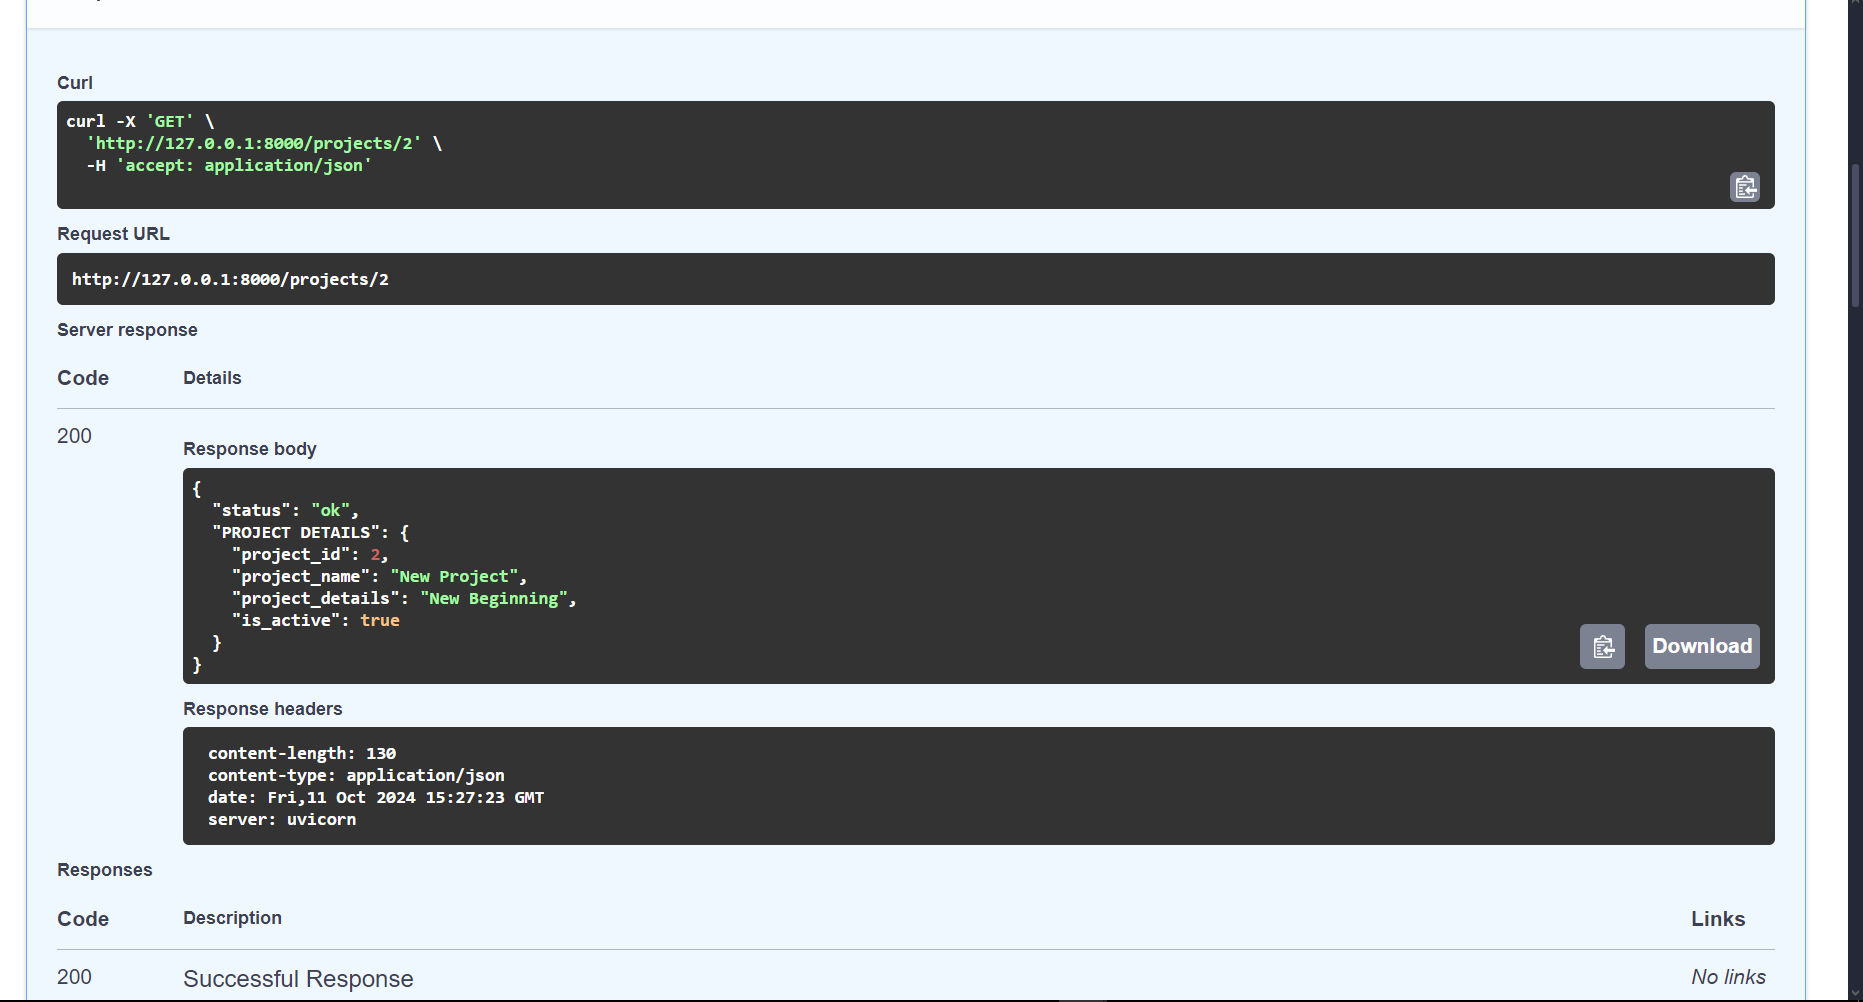 Curl
curl -X 'GET' \
  'http://127.0.0.1:8000/projects/2' \
  -H 'accept: application/json'
Request URL
http://127.0.0.1:8000/projects/2
Server response
Code Details
200
Response body
{
  "status": "ok",
  "PROJECT DETAILS": {
    "project_id": 2,
    "project_name": "New Project",
    "project_details": "New Beginning",
    "is_active": true
  }
}
Download
Response headers
content-length: 130
content-type: application/json
date: Fri,11 Oct 2024 15:27:23 GMT
server: uvicorn
Responses
Code Description Links
200 Successful Response No links